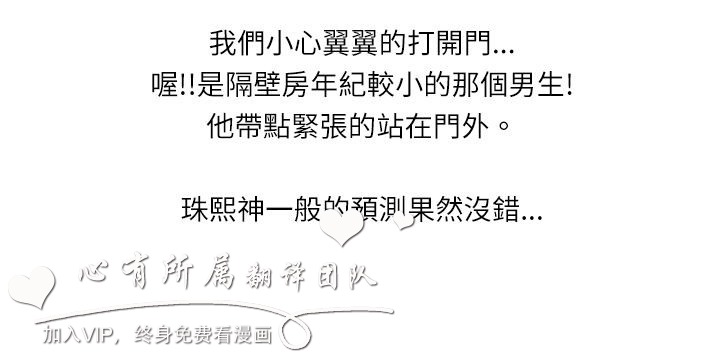 我們小心翼翼的打開門...
喔!!是隔壁房年紀較小的那個男生!
他帶點緊張的站在門外。
珠熙神一般的預測果然沒錯...
心有所属翻译团队
加入VIP，终身免费看漫画